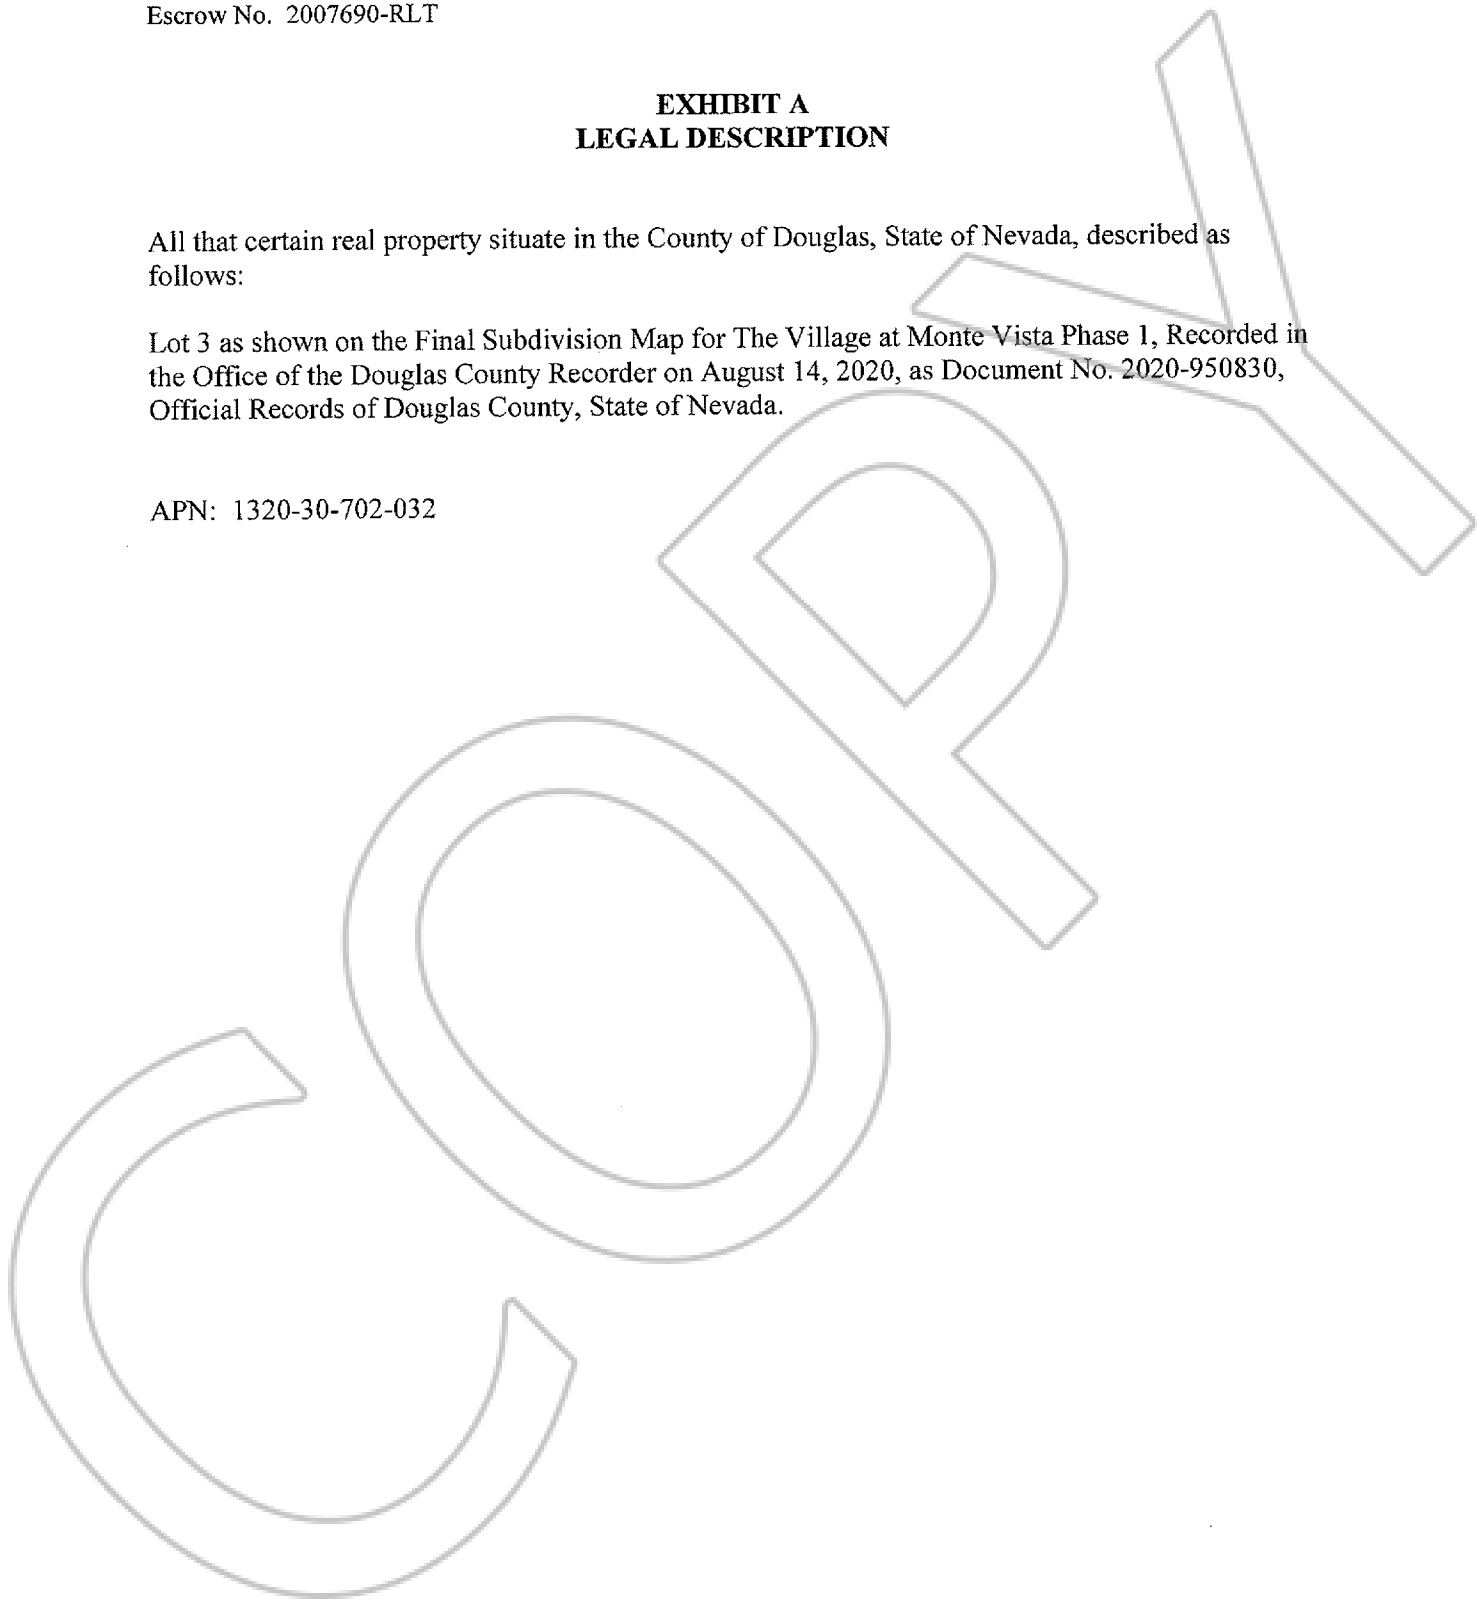 Escrow No. 2007690-RLT
EXHIBIT A
LEGAL DESCRIPTION
All that certain real property situate in the County of Douglas, State of Nevada, described as
follows:
Lot 3 as shown on the Final Subdivision Map for The Village at Monte Vista Phase 1, Recorded in
the Office of the Douglas County Recorder on August 14, 2020, as Document No. 2020-950830,
Official Records of Douglas County, State of Nevada.
APN: 1320-30-702-032
COPY